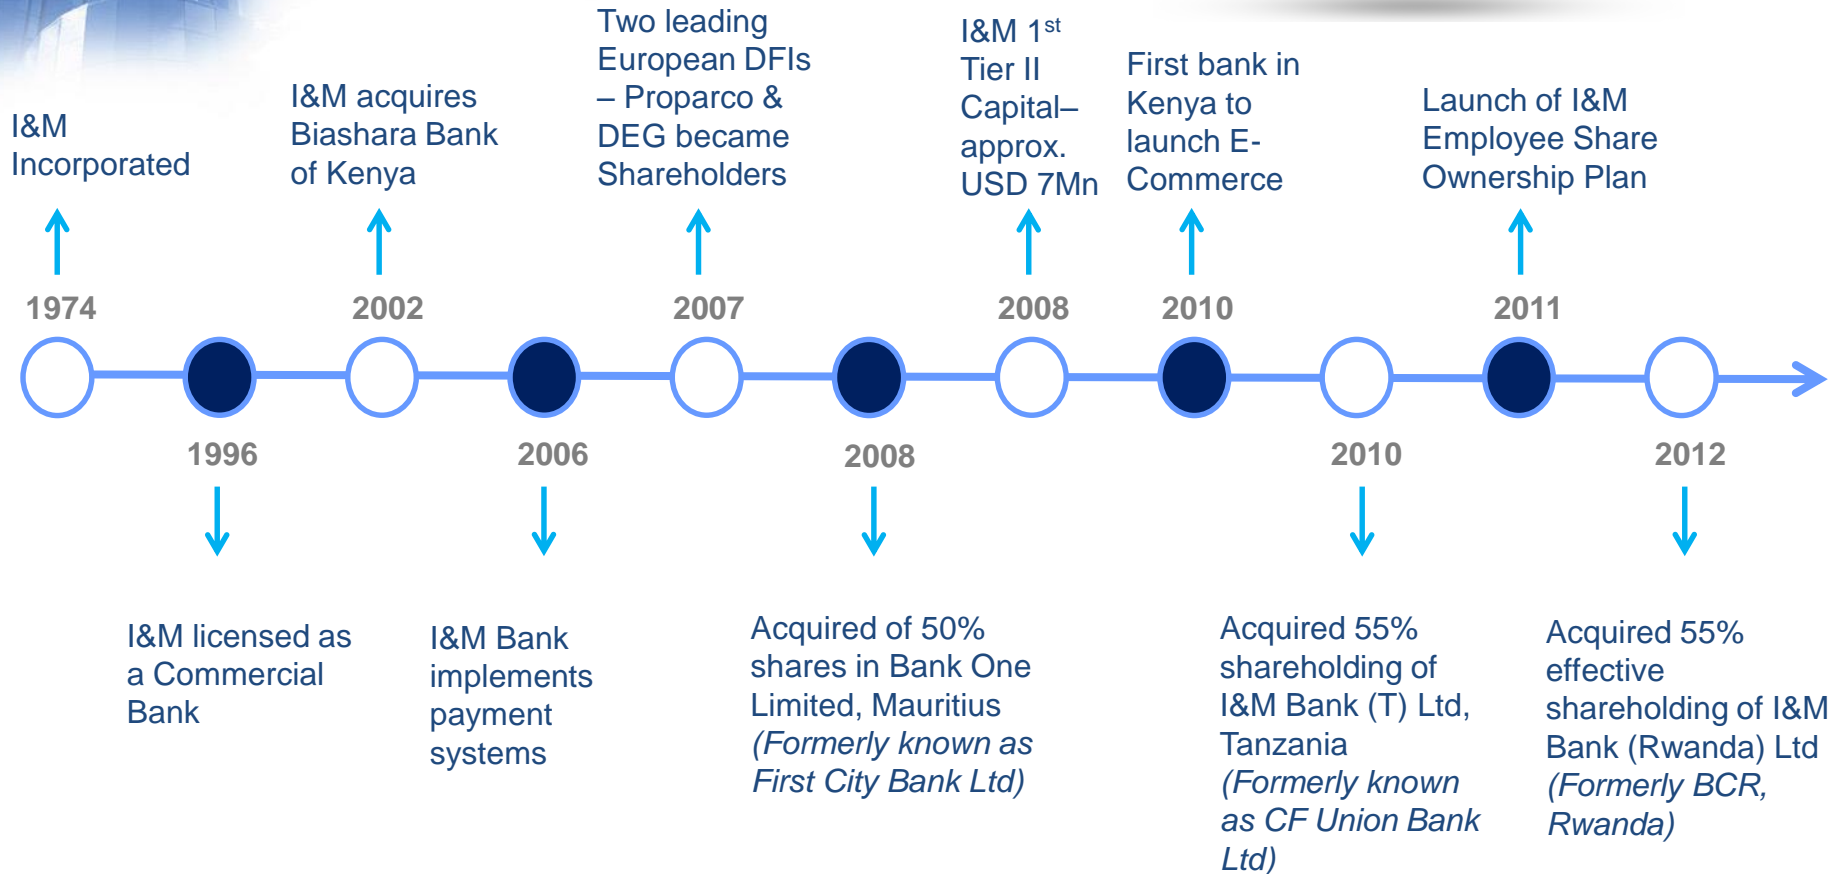 I&M
Incorporated
I&M acquires
Biashara Bank
of Kenya
Two leading
European DFIs
– Proparco &
DEG became
Shareholders
I&M 1st
Tier II
Capital–
approx.
USD 7Mn
First bank in
Kenya to
launch E-
Commerce
Launch of I&M
Employee Share
Ownership Plan
1974
2002
2007
2008
2010
2011
1996
2006
2008
2010
2012
I&M licensed as
a Commercial
Bank
I&M Bank
implements
payment
systems
Acquired of 50%
shares in Bank One
Limited, Mauritius
(Formerly known as
First City Bank Ltd)
Acquired 55%
shareholding of
I&M Bank (T) Ltd,
Tanzania
(Formerly known
as CF Union Bank
Ltd)
Acquired 55%
effective
shareholding of I&M
Bank (Rwanda) Ltd
(Formerly BCR,
Rwanda)